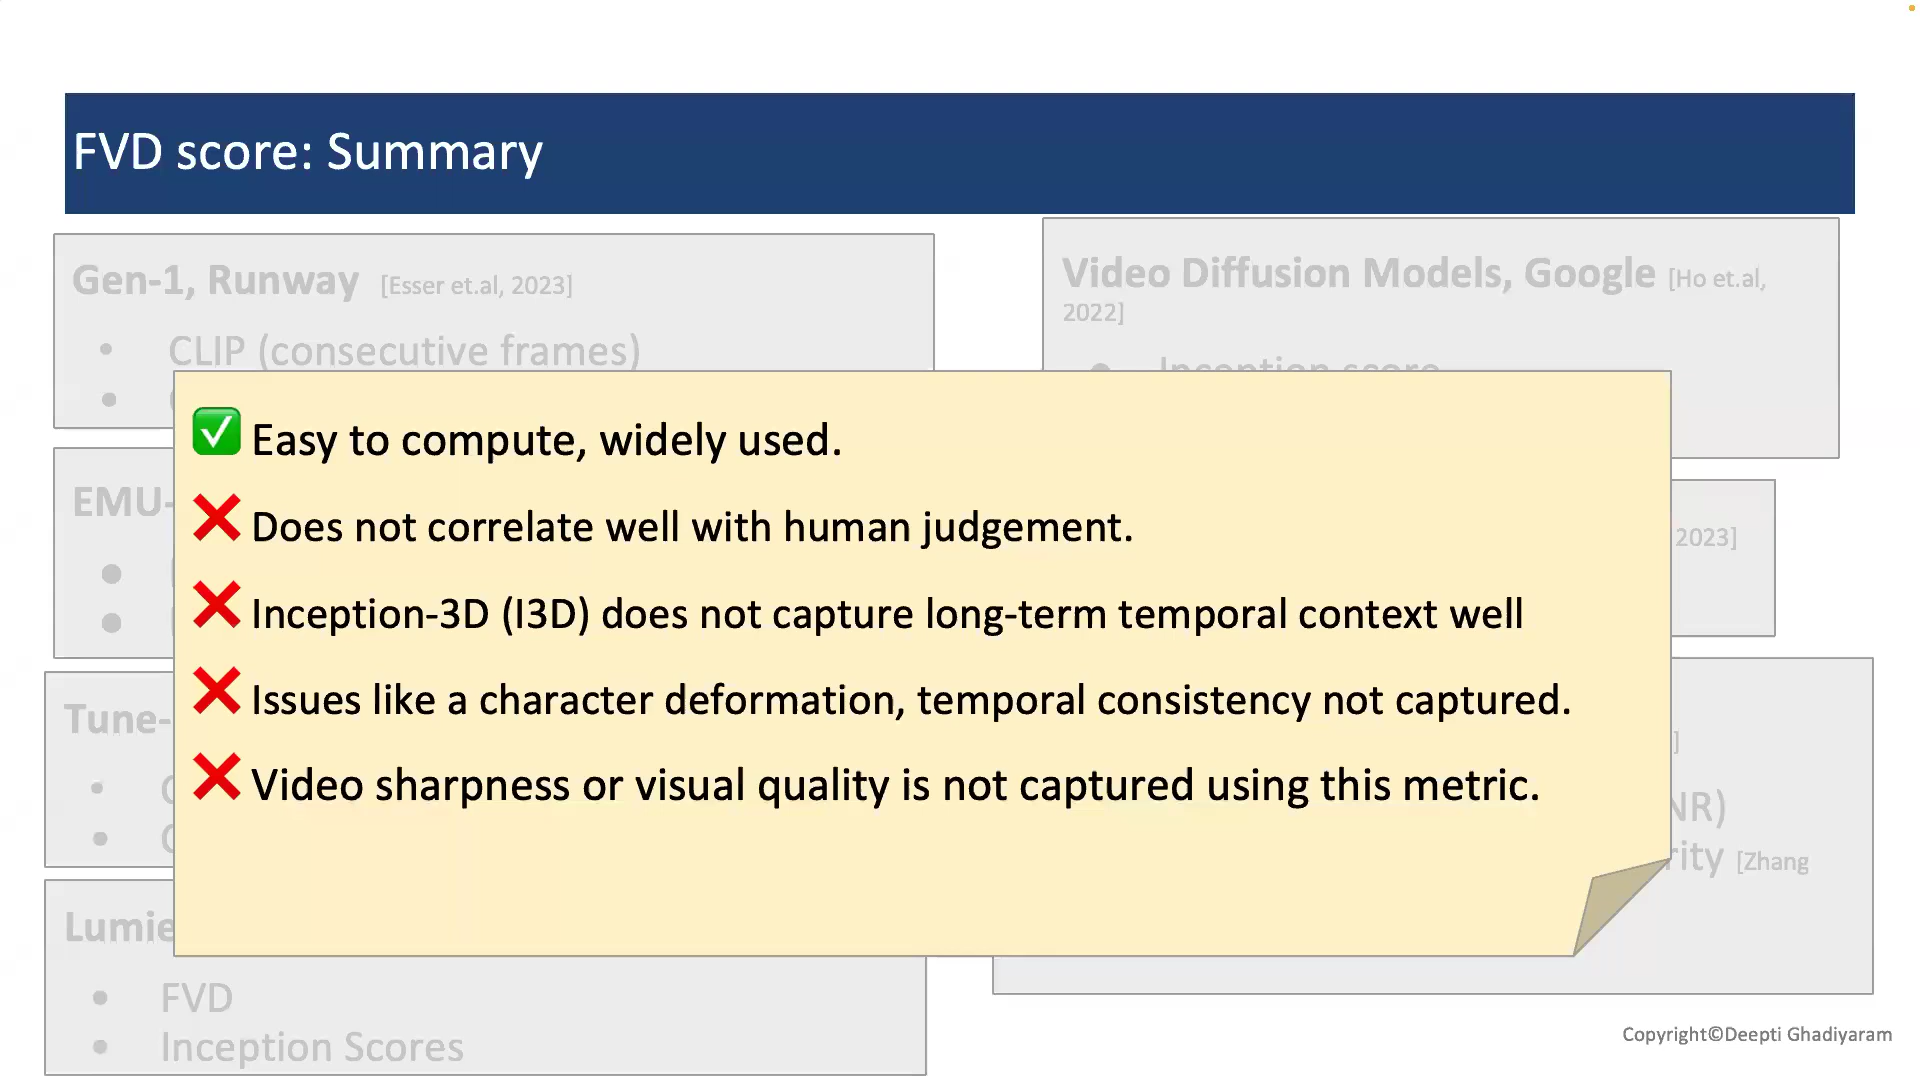 FVD score: Summary
Gen-1, Runway [Esser et.al, 2023]
• CLIP (consecutive frames)
•
Video Diffusion Models, Google [Ho et.al,
2022]
• Inception score
✅ Easy to compute, widely used.
❌ Does not correlate well with human judgement.
❌ Inception-3D (I3D) does not capture long-term temporal context well
❌ Issues like a character deformation, temporal consistency not captured.
❌ Video sharpness or visual quality is not captured using this metric.
EMU-
2023]
Tune-
]
NR)
rity [Zhang
Lumie
• FVD
• Inception Scores
Copyright©Deepti Ghadiyaram